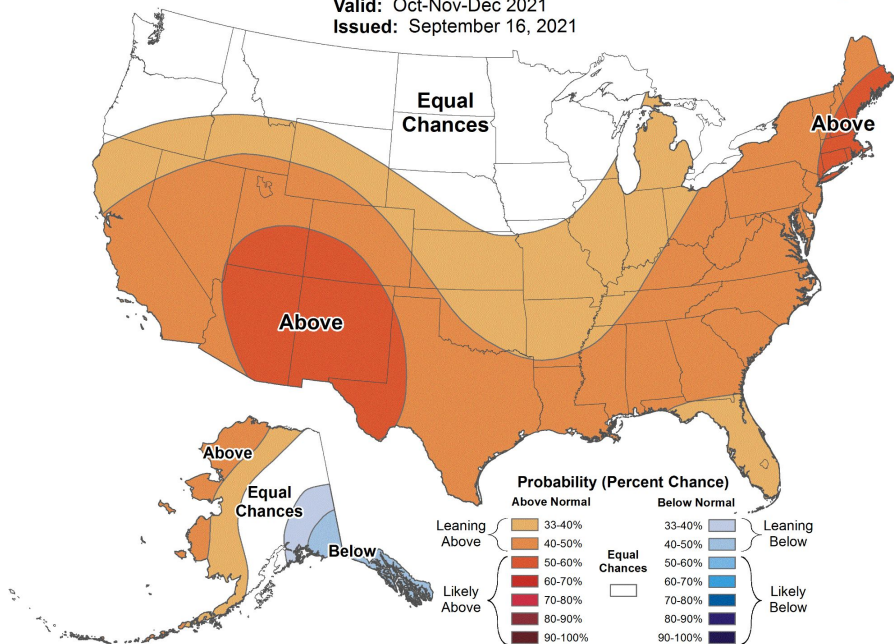 Valid: Oct-Nov-Dec 2021
Issued: September 16, 2021
Equal
Chances
Above
Above
Above
Equal
Chances
Below
Probability (Percent Chance)
Above Normal
Below Normal
Leaning
Above
33-40%
40-50%
50-60%
60-70%
70-80%
80-90%
90-100%
Likely
Above
Equal
Chances
33-40%
40-50%
50-60%
60-70%
70-80%
80-90%
90-100%
Leaning
Below
Likely
Below